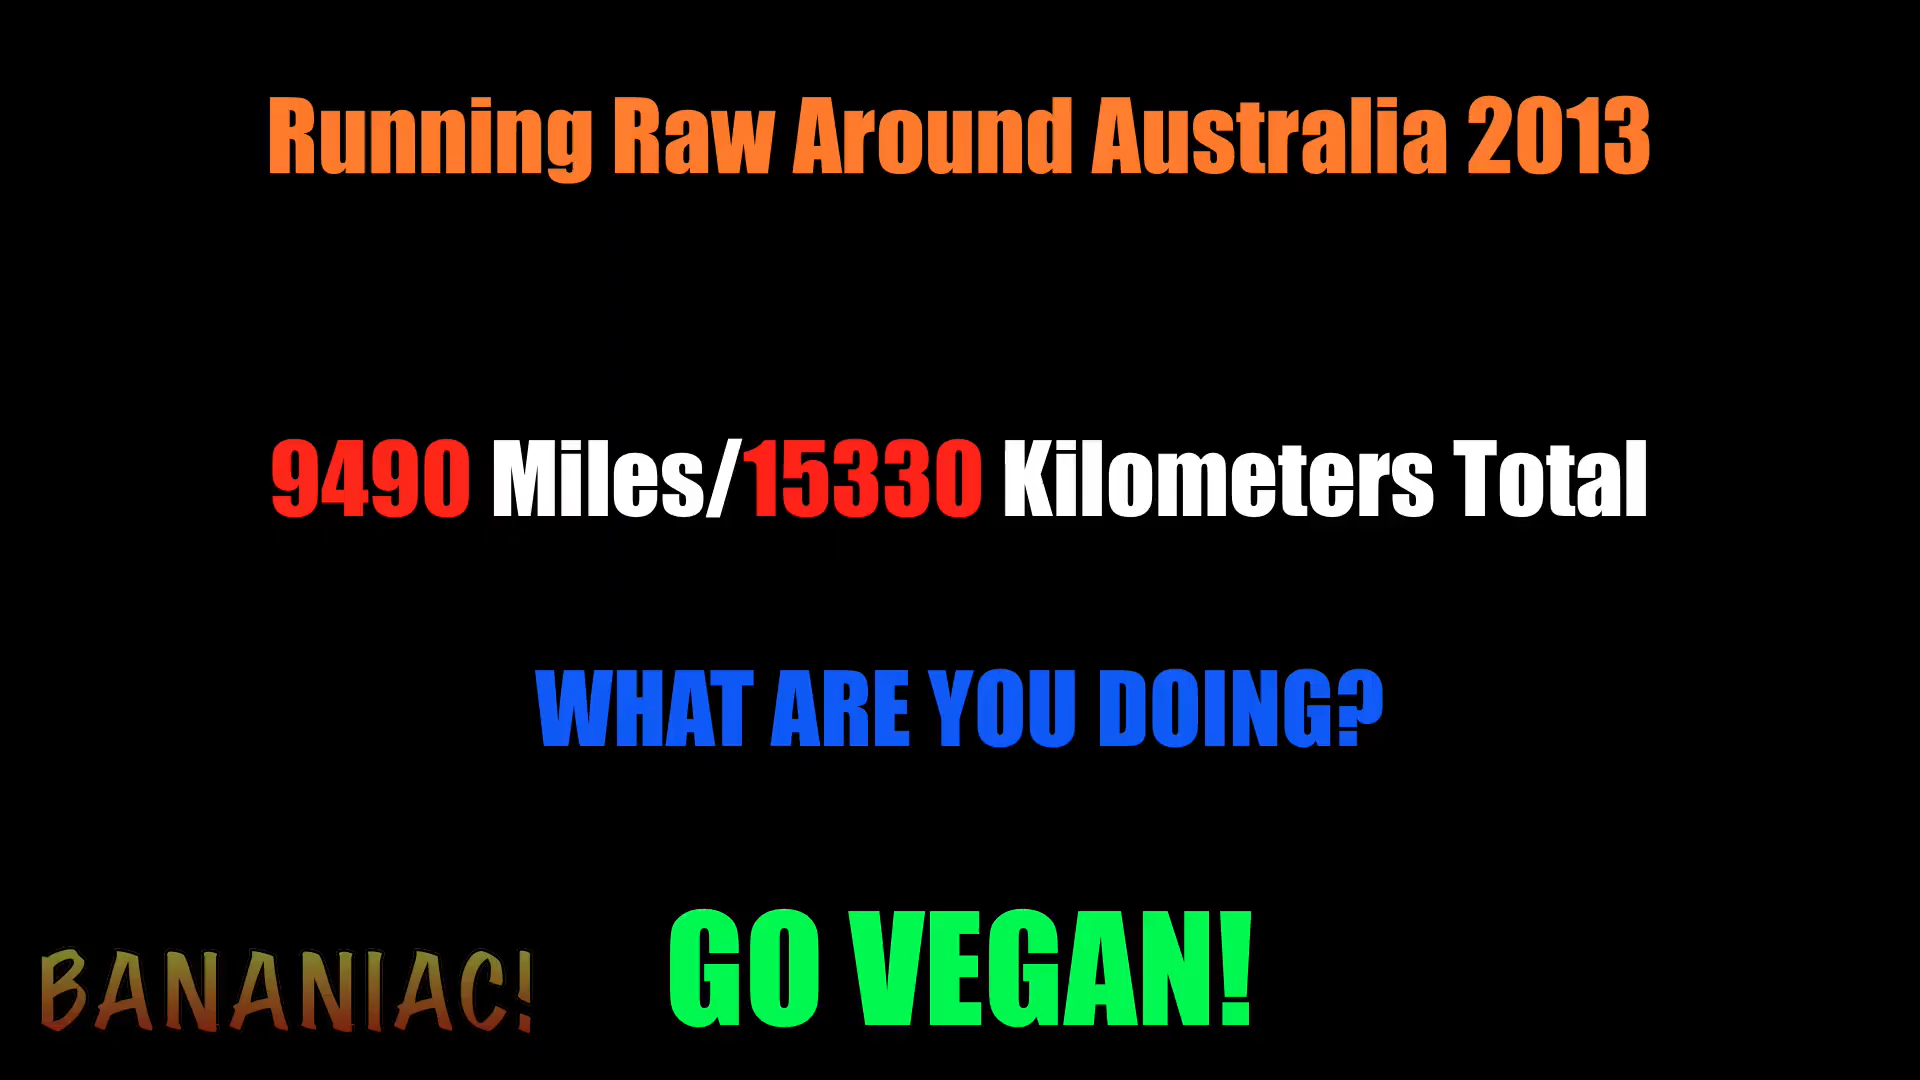 Running Raw Around Australia 2013
9490 Miles/15330 Kilometers Total
WHAT ARE YOU DOING?
GO VEGAN!
BANANIAC!